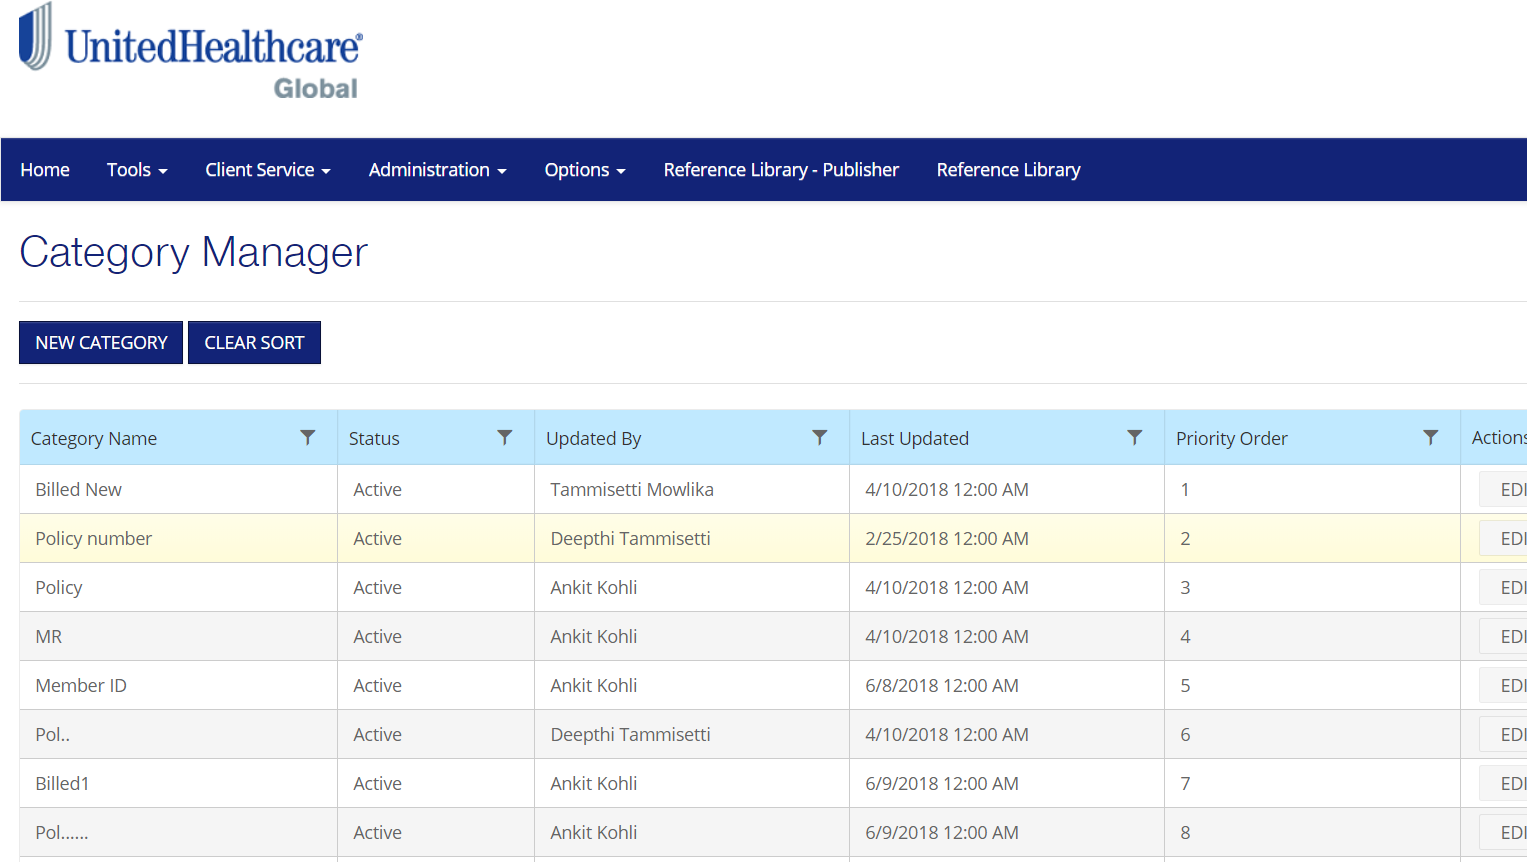 UnitedHealthcare®
Global
Home Tools Client Service Administration Options Reference Library - Publisher Reference Library
Category Manager
NEW CATEGORY CLEAR SORT
Category Name Status Updated By Last Updated Priority Order Actions
Billed New Active Tammisetti Mowlika 4/10/2018 12:00 AM 1 EDI
Policy number Active Deepthi Tammisetti 2/25/2018 12:00 AM 2 EDI
Policy Active Ankit Kohli 4/10/2018 12:00 AM 3 EDI
MR Active Ankit Kohli 4/10/2018 12:00 AM 4 EDI
Member ID Active Ankit Kohli 6/8/2018 12:00 AM 5 EDI
Pol.. Active Deepthi Tammisetti 4/10/2018 12:00 AM 6 EDI
Billed1 Active Ankit Kohli 6/9/2018 12:00 AM 7 EDI
Pol...... Active Ankit Kohli 6/9/2018 12:00 AM 8 EDI